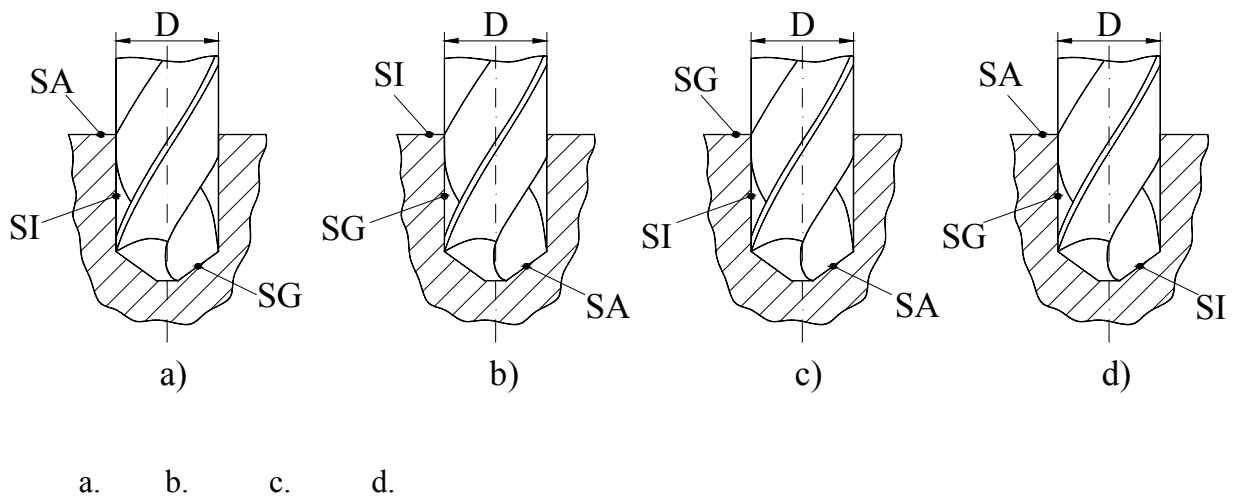 D D D D
SA SI SG SA
SI SG SI SG
SG SA SA SI
a) b) c) d)
a. b. c. d.